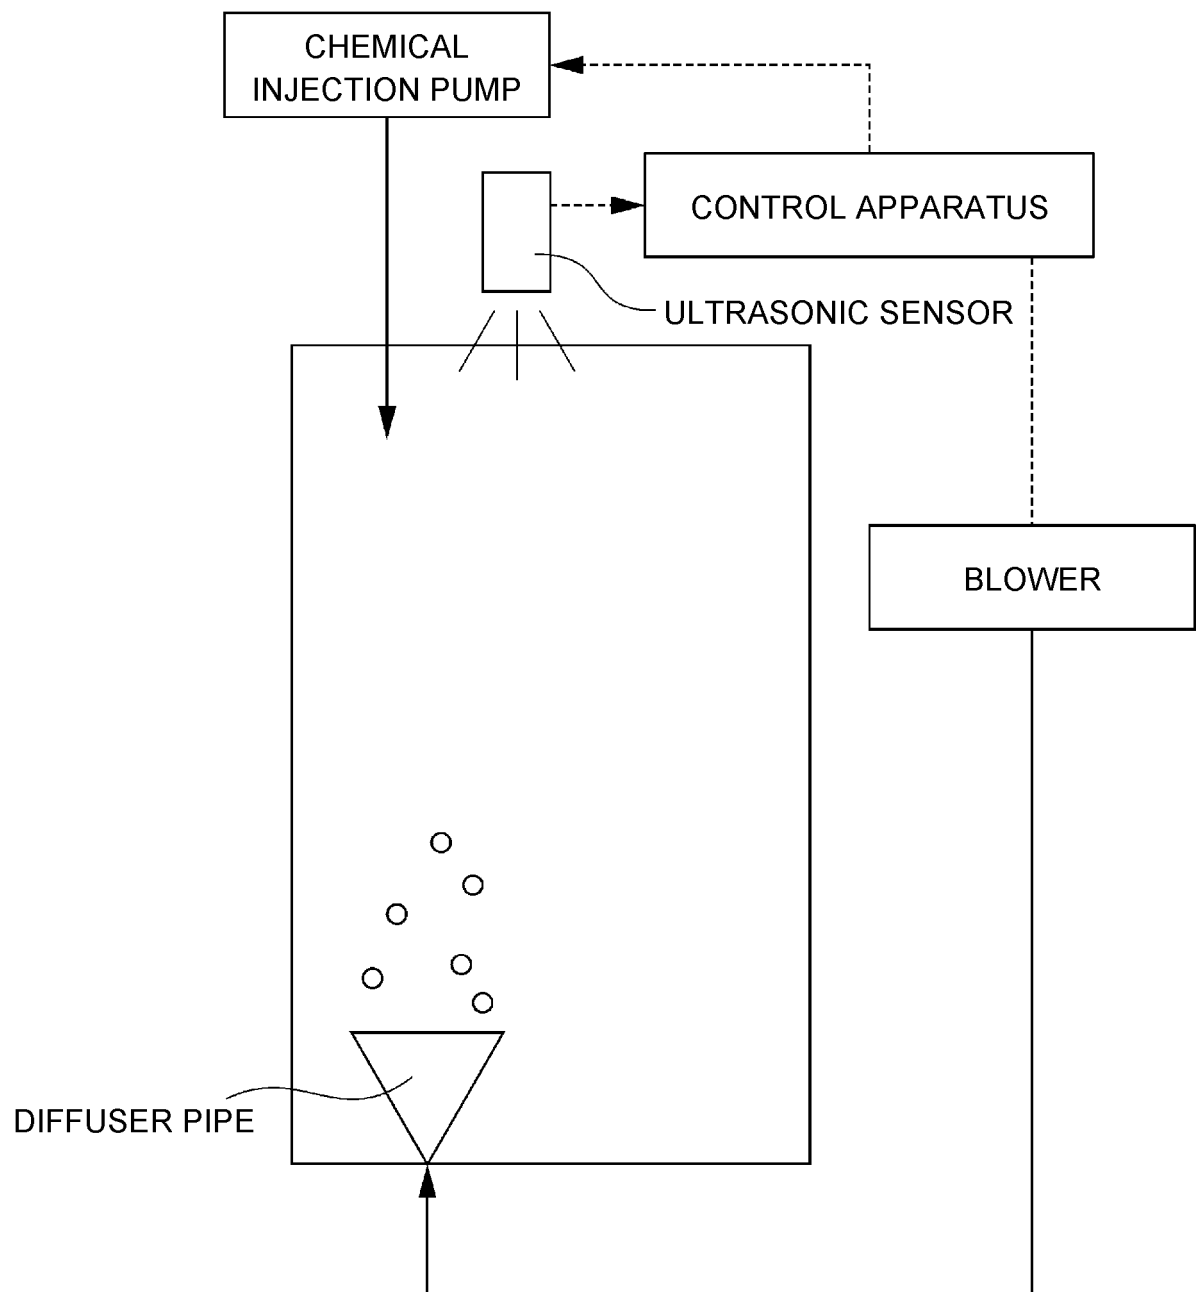 CHEMICAL
INJECTION PUMP
CONTROL APPARATUS
ULTRASONIC SENSOR
BLOWER
DIFFUSER PIPE